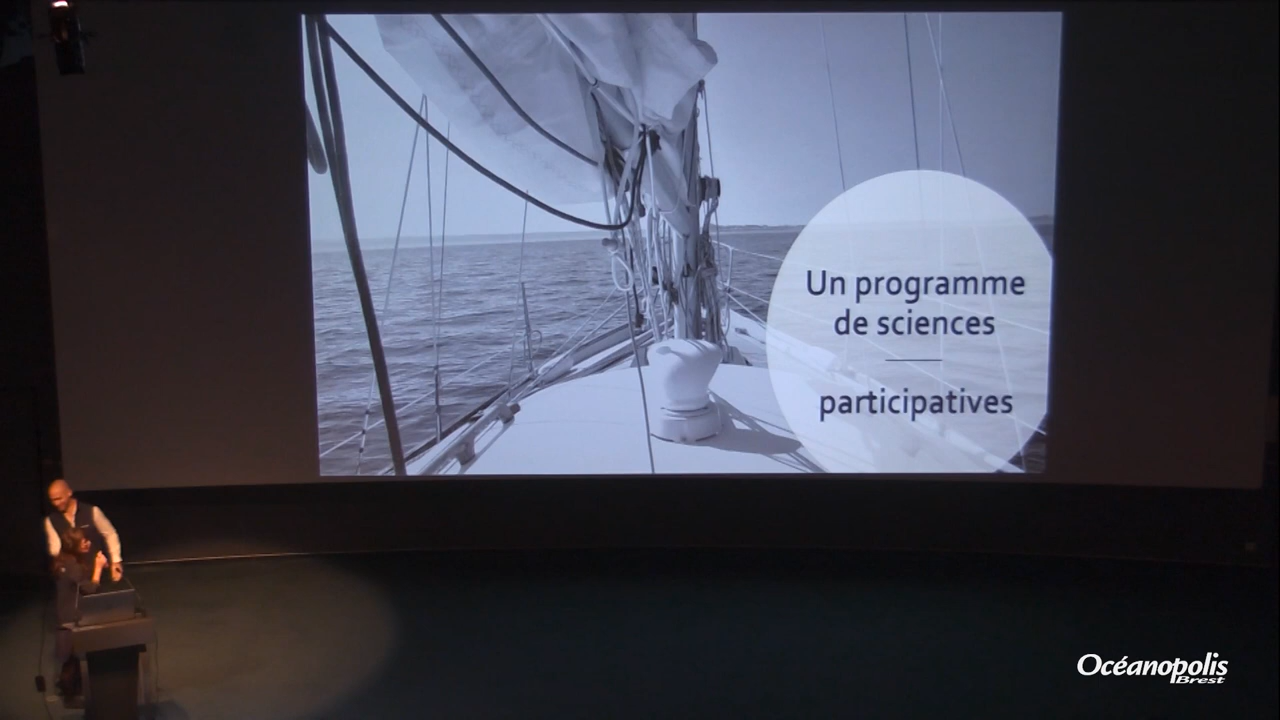 Un programme
de sciences
participatives
Océanopolis
Brest